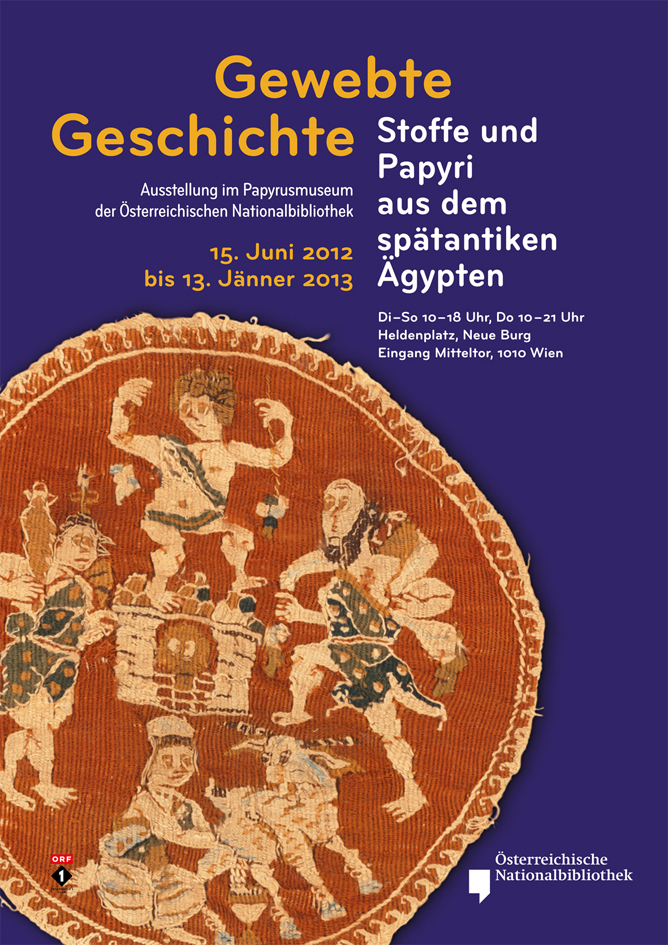 Gewebte
Geschichte
Ausstellung im Papyrusmuseum
der Österreichischen Nationalbibliothek
15. Juni 2012
bis 13. Jänner 2013
Stoffe und
Papyri
aus dem
spätantiken
Ägypten
Di–So 10–18 Uhr, Do 10–21 Uhr
Heldenplatz, Neue Burg
Eingang Mitteltor, 1010 Wien
ORF
1
Österreichische
Nationalbibliothek